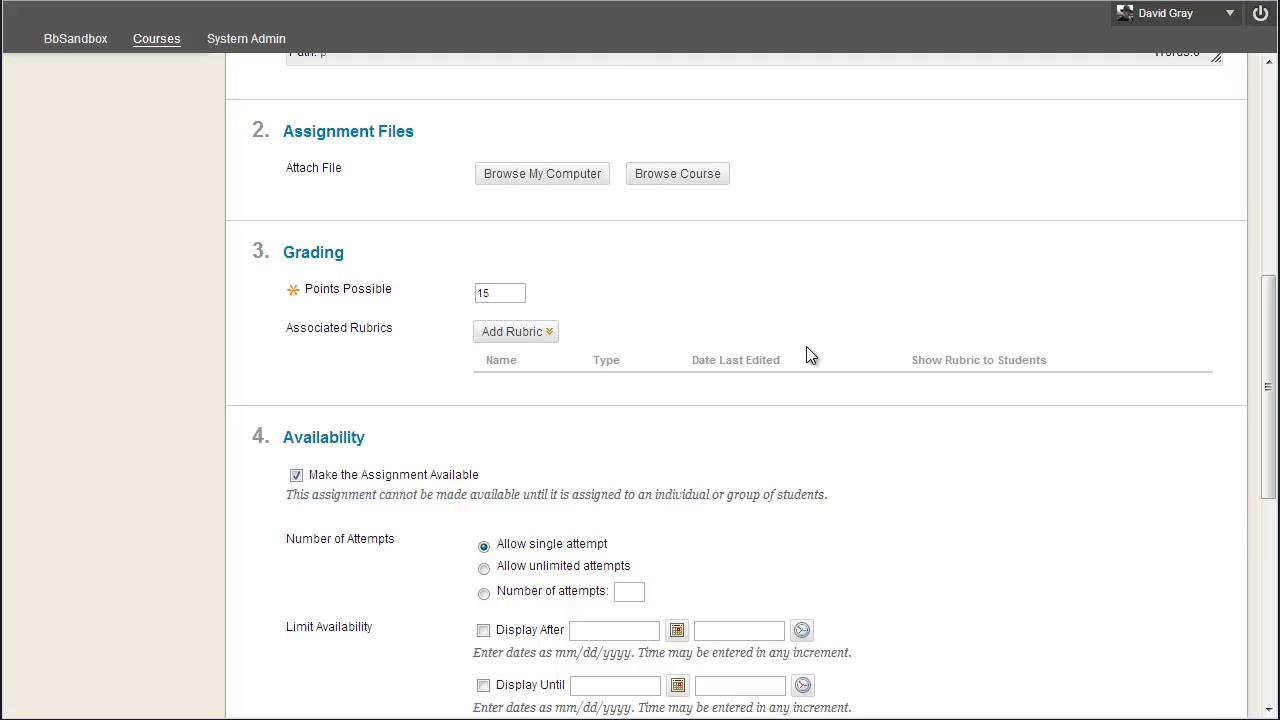 David Gray
BbSandbox Courses System Admin
Path: p Words:0
2. Assignment Files
Attach File Browse My Computer Browse Course
3. Grading
Points Possible 15
Associated Rubrics Add Rubric
Name Type Date Last Edited Show Rubric to Students
4. Availability
Make the Assignment Available
This assignment cannot be made available until it is assigned to an individual or group of students.
Number of Attempts Allow single attempt
Allow unlimited attempts
Number of attempts:
Limit Availability Display After
Enter dates as mm/dd/yyyy. Time may be entered in any increment.
Display Until
Enter dates as mm/dd/yyyy. Time may be entered in any increment.